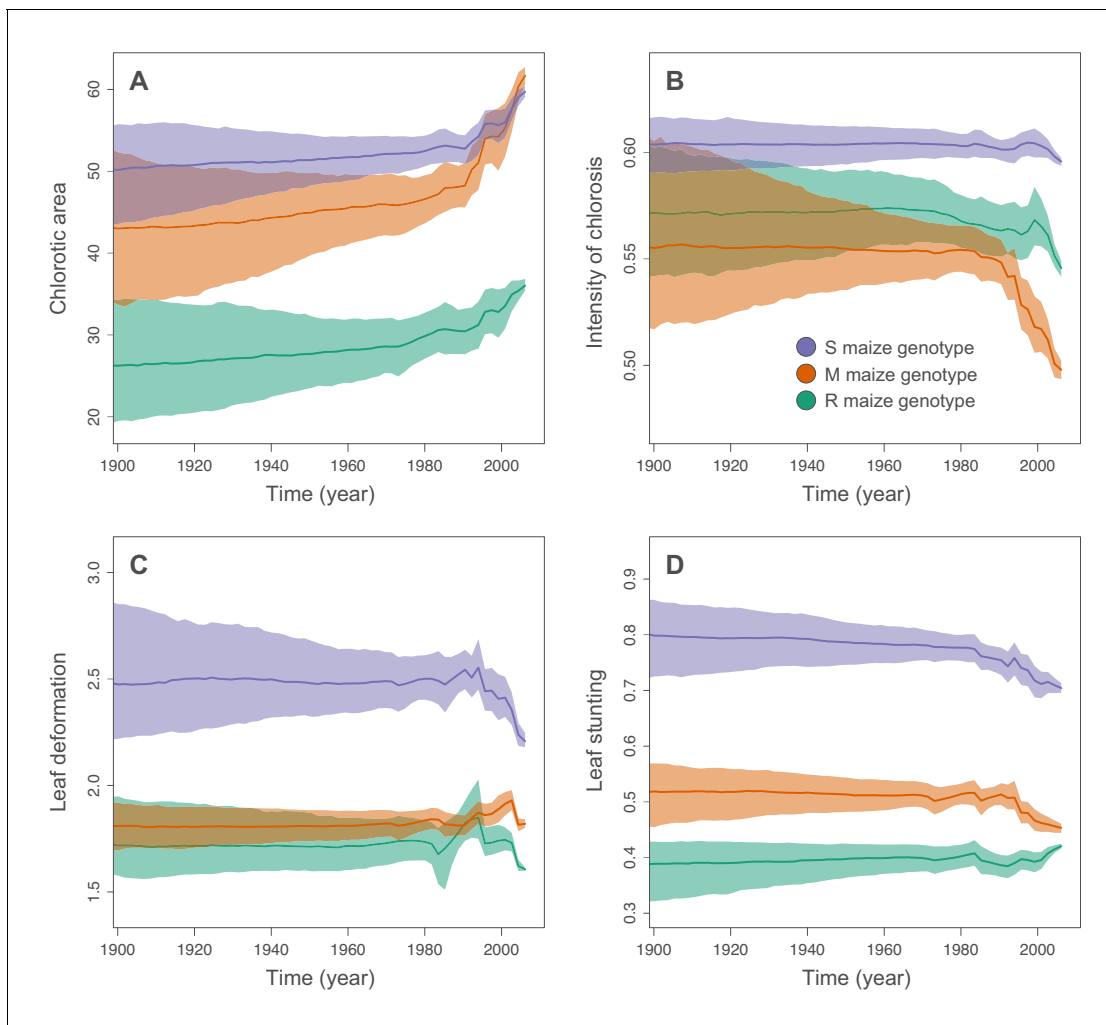 A
Chlorotic area
60
50
40
30
20
1900
1920
1940
1960
1980
2000
Time (year)
B
Intensity of chlorosis
0.60
0.55
0.50
S maize genotype
M maize genotype
R maize genotype
1900
1920
1940
1960
1980
2000
Time (year)
C
Leaf deformation
3.0
2.5
2.0
1.5
1900
1920
1940
1960
1980
2000
Time (year)
D
Leaf stunting
0.9
0.8
0.7
0.6
0.5
0.4
0.3
1900
1920
1940
1960
1980
2000
Time (year)